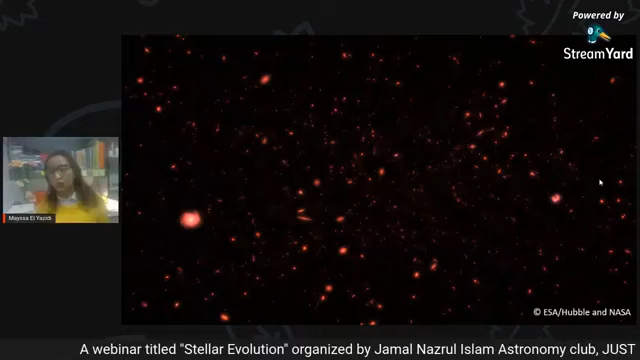 Powered by
StreamYard
Mayssa El Yazidi
© ESA/Hubble and NASA
A webinar titled "Stellar Evolution" organized by Jamal Nazrul Islam Astronomy club, JUST